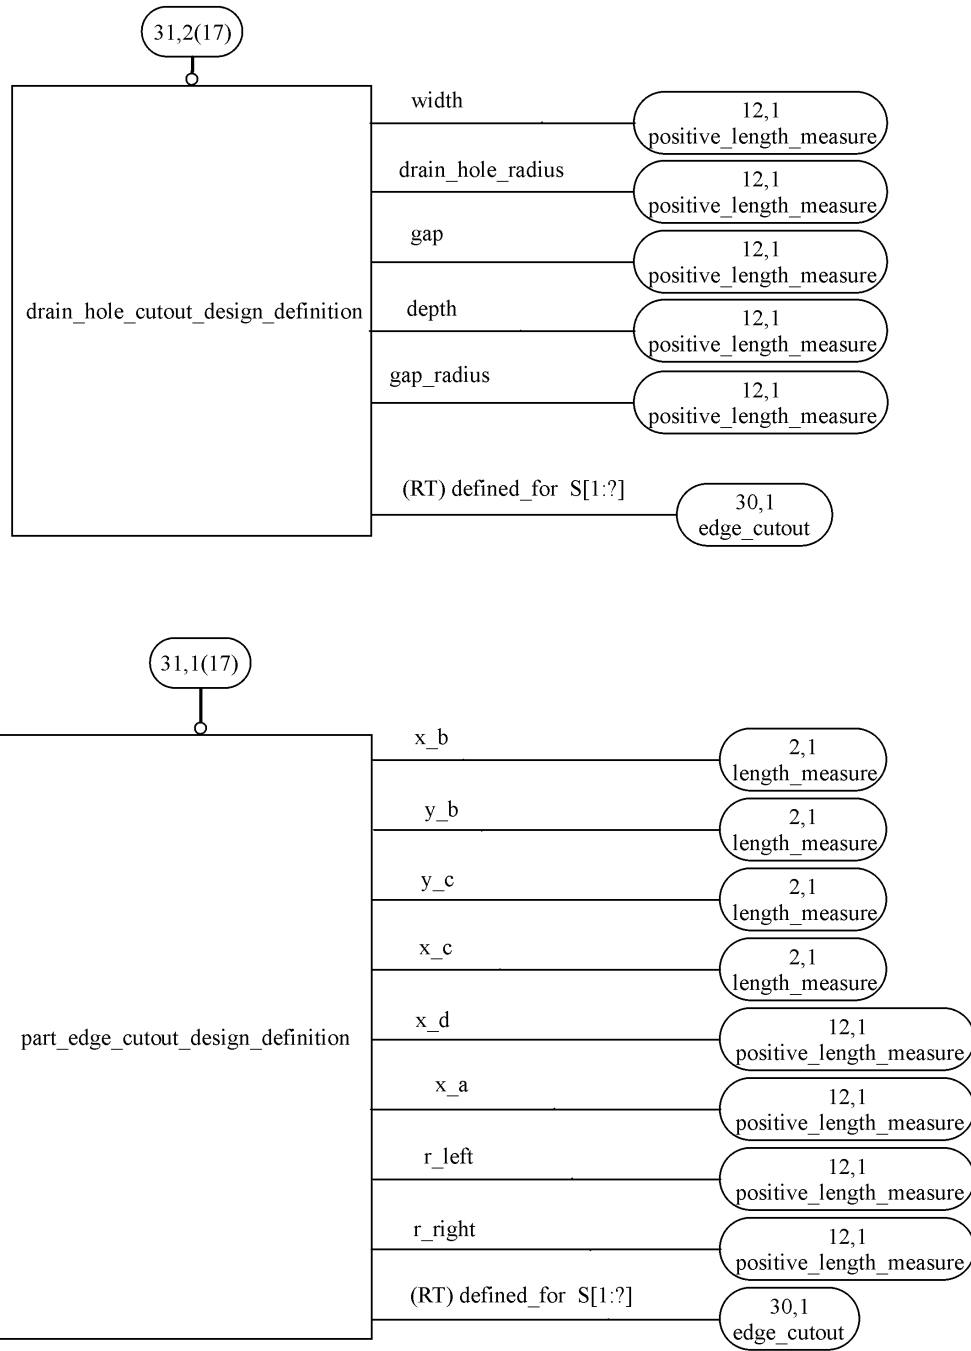 31,2(17)
width
12,1
positive_length_measure
drain_hole_radius
12,1
positive_length_measure
gap
12,1
positive_length_measure
drain_hole_cutout_design_definition
depth
12,1
positive_length_measure
gap_radius
12,1
positive_length_measure
(RT) defined_for S[1:?]
30,1
edge_cutout
31,1(17)
x_b
2,1
length_measure
y_b
2,1
length_measure
y_c
2,1
length_measure
x_c
2,1
length_measure
part_edge_cutout_design_definition
x_d
12,1
positive_length_measure
x_a
12,1
positive_length_measure
r_left
12,1
positive_length_measure
r_right
12,1
positive_length_measure
(RT) defined_for S[1:?]
30,1
edge_cutout